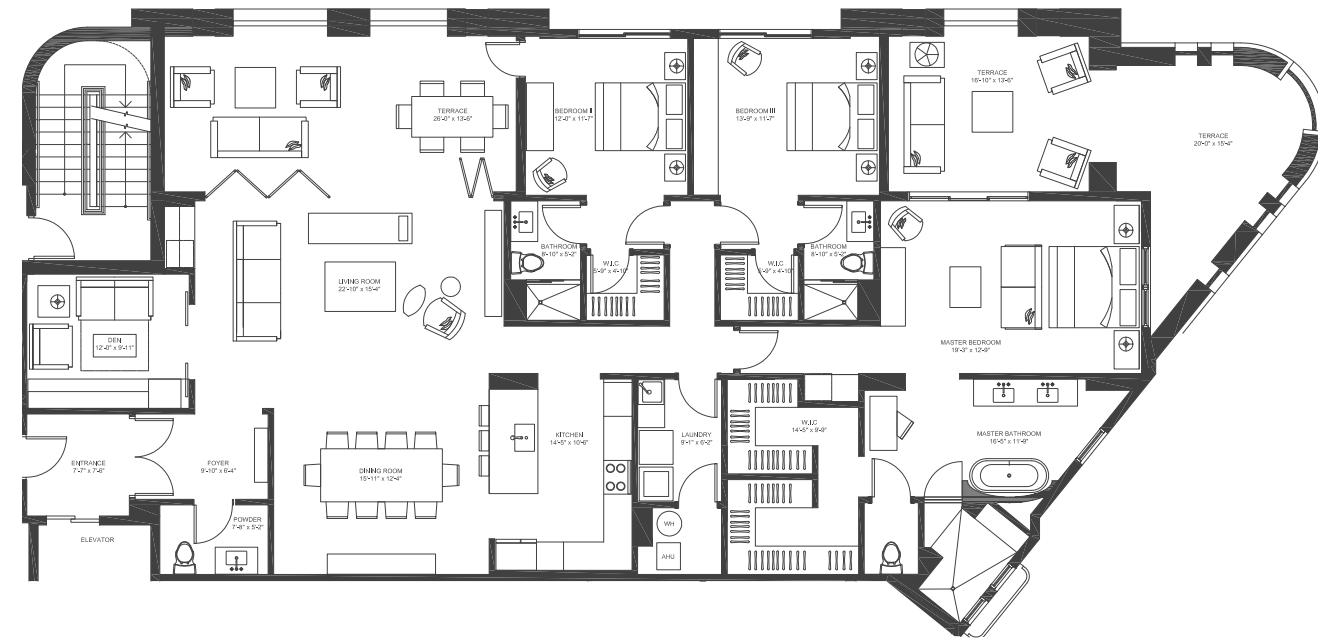 TERRACE
26'-0" x 13'-6"
BEDROOM II
12'-0" x 11'-7"
BEDROOM III
13'-9" x 11'-7"
TERRACE
16'-10" x 13'-6"
TERRACE
20'-0" x 15'-4"
BATHROOM
8'-10" x 5'-2"
W.I.C
5'-9" x 4'-10"
W.I.C
5'-9" x 4'-10"
BATHROOM
8'-10" x 5'-2"
LIVING ROOM
22'-10" x 15'-4"
DEN
12'-0" x 9'-11"
MASTER BEDROOM
19'-3" x 12'-9"
ENTRANCE
7'-7" x 7'-6"
FOYER
9'-10" x 6'-4"
DINING ROOM
15'-11" x 12'-4"
KITCHEN
14'-5" x 10'-6"
LAUNDRY
9'-1" x 6'-2"
W.I.C
14'-5" x 9'-9"
MASTER BATHROOM
16'-5" x 11'-9"
POWDER
7'-8" x 5'-2"
ELEVATOR
WH
AHU